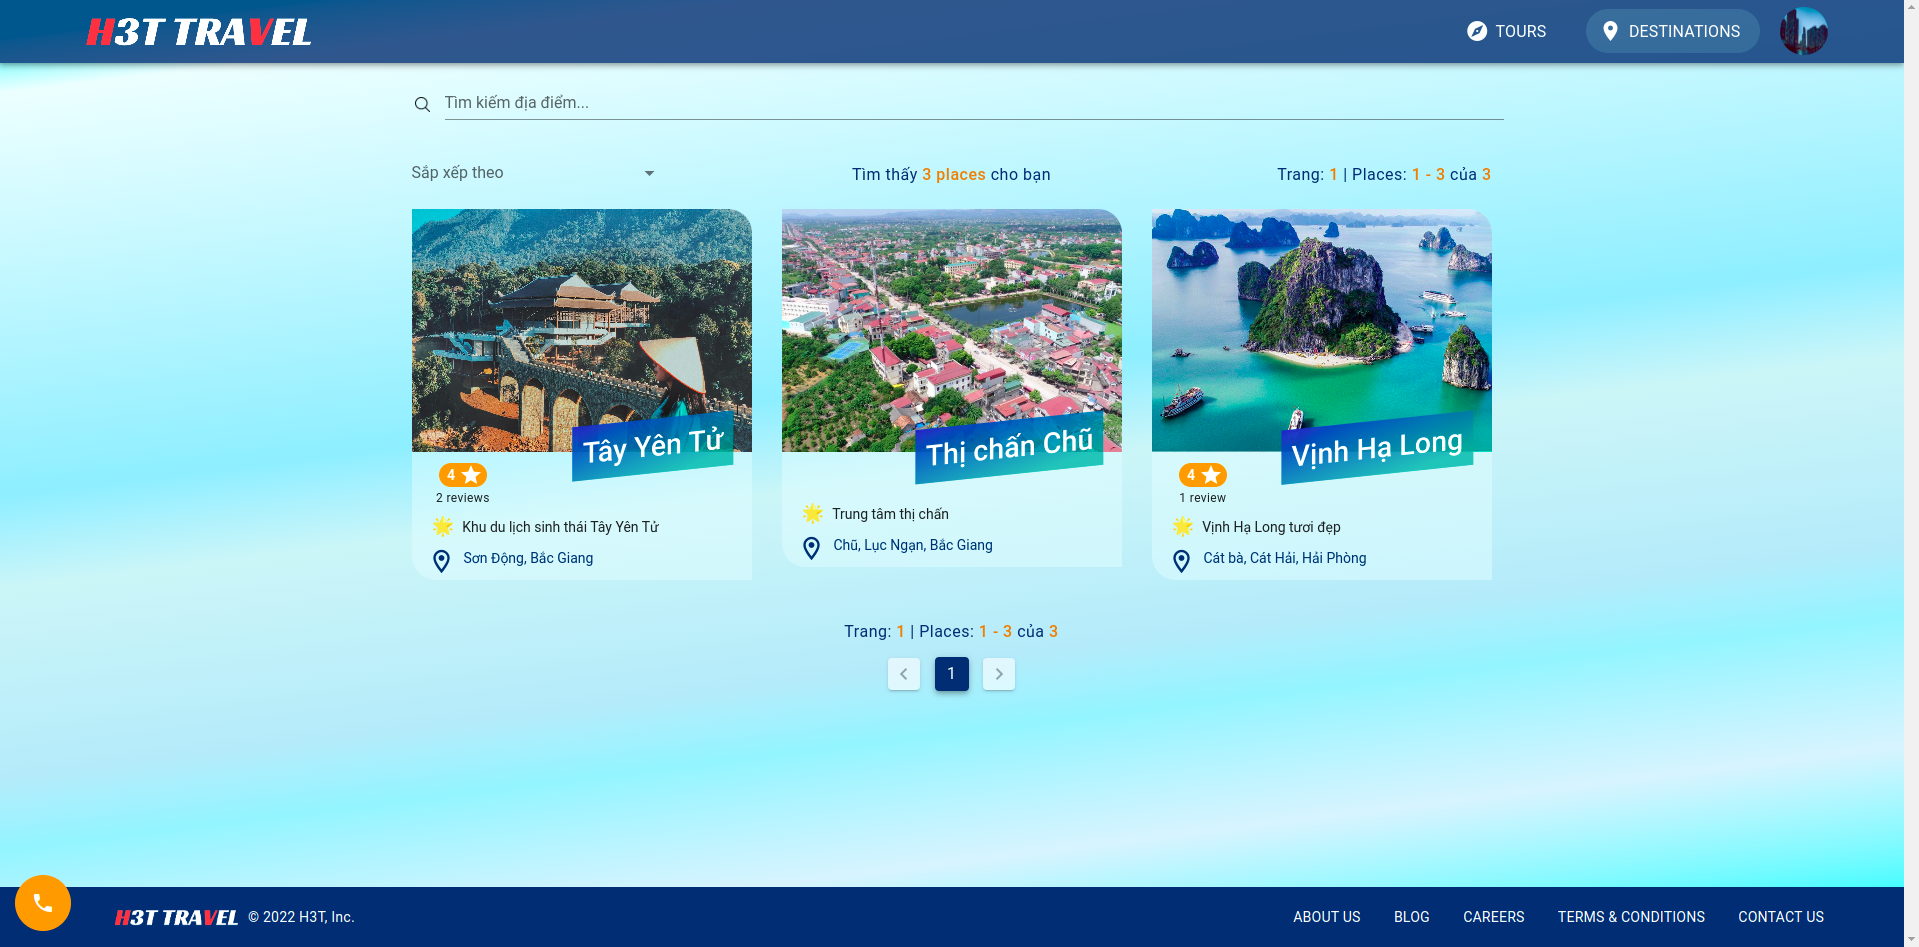 H3T TRAVEL
TOURS
DESTINATIONS
Tìm kiếm địa điểm...
Sắp xếp theo
Tìm thấy 3 places cho bạn
Trang: 1 | Places: 1 - 3 của 3
Tây Yên Tử
4
2 reviews
Khu du lịch sinh thái Tây Yên Tử
Sơn Động, Bắc Giang
Thị chấn Chũ
Trung tâm thị chấn
Chũ, Lục Ngạn, Bắc Giang
Vịnh Hạ Long
4
1 review
Vịnh Hạ Long tươi đẹp
Cát bà, Cát Hải, Hải Phòng
Trang: 1 | Places: 1 - 3 của 3
1
H3T TRAVEL © 2022 H3T, Inc.
ABOUT US
BLOG
CAREERS
TERMS & CONDITIONS
CONTACT US